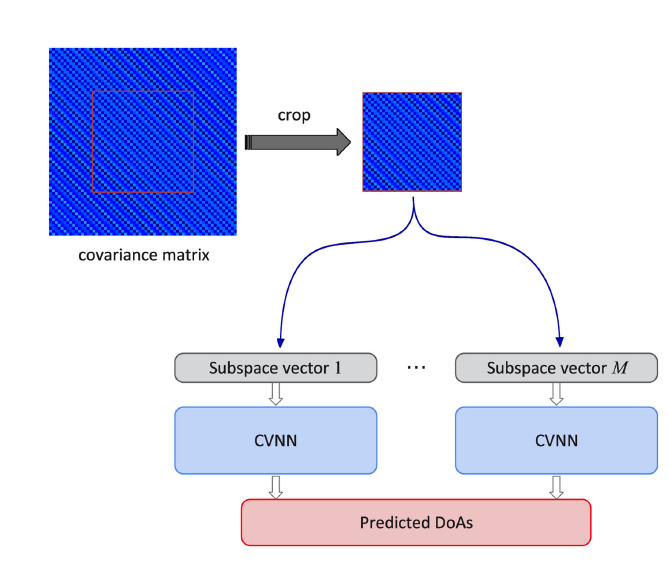 crop
covariance matrix
Subspace vector 1
...
Subspace vector M
CVNN
CVNN
Predicted DoAs